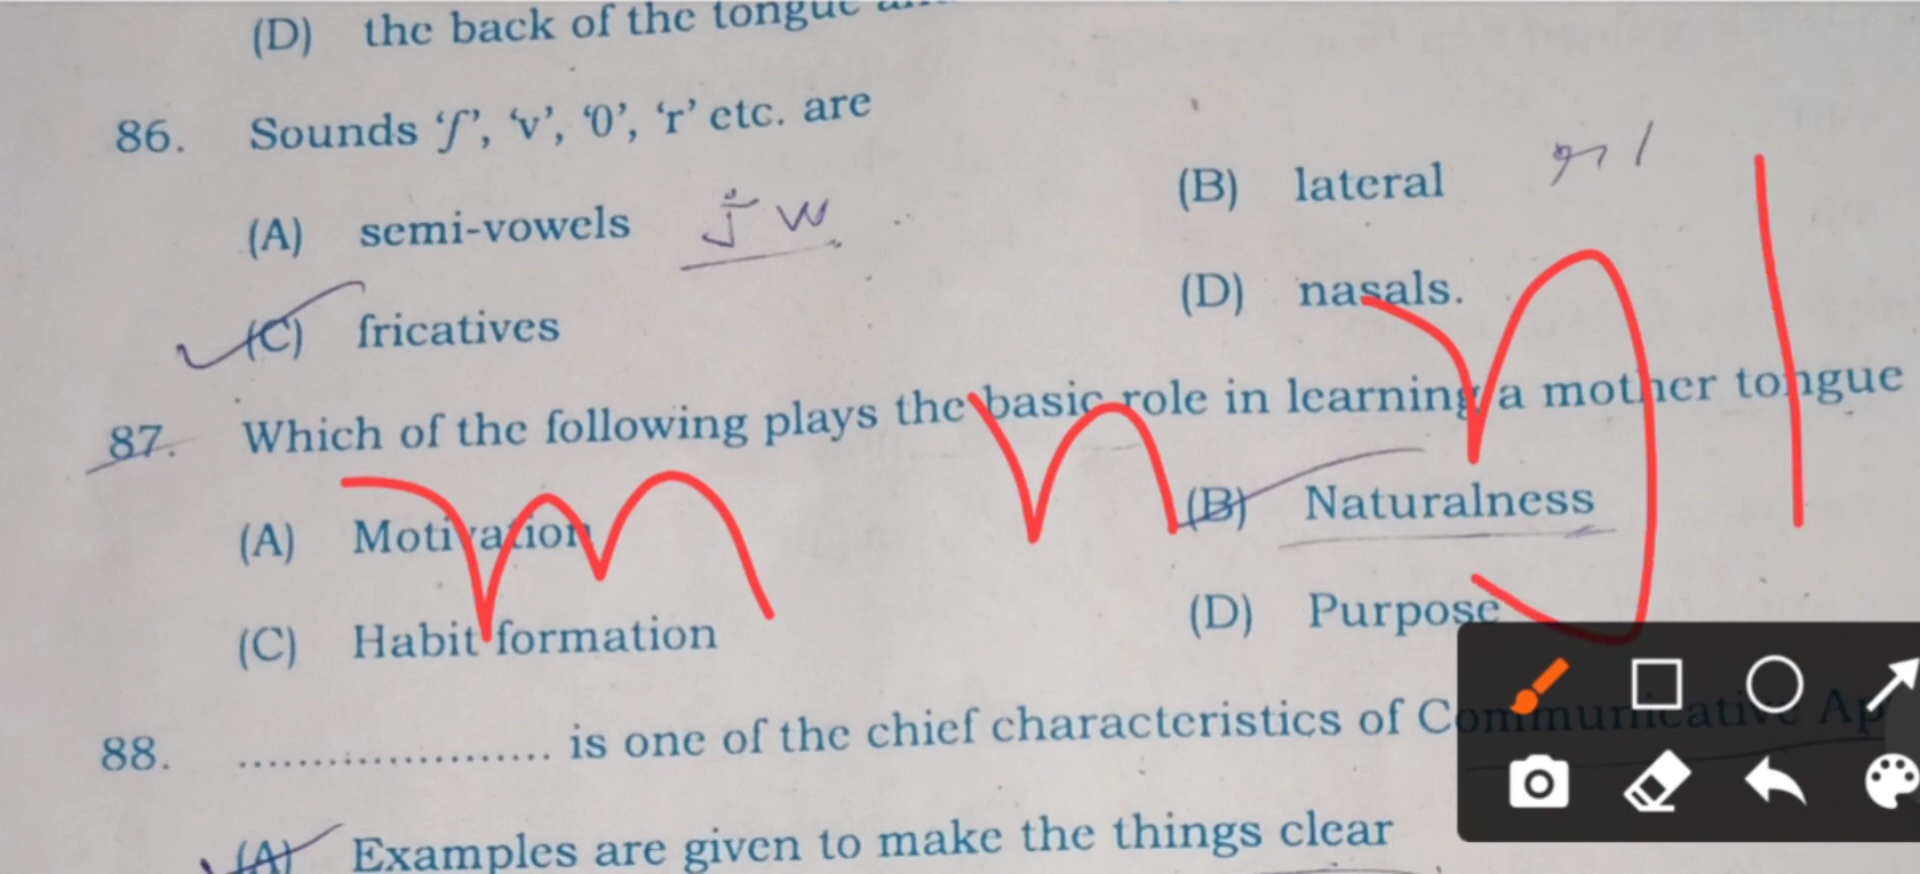 (D) the back of the tongue
86. Sounds ‘f’, ‘v’, ‘0’, ‘r’ etc. are
(A) semi-vowels j w
(B) lateral l
(C) fricatives
(D) nasals.
87. Which of the following plays the basic role in learning a mother tongue
m n ŋ l
(A) Motivation
(B) Naturalness
(C) Habit formation
(D) Purpose
88. .................... is one of the chief characteristics of Communicative Ap
(A) Examples are given to make the things clear